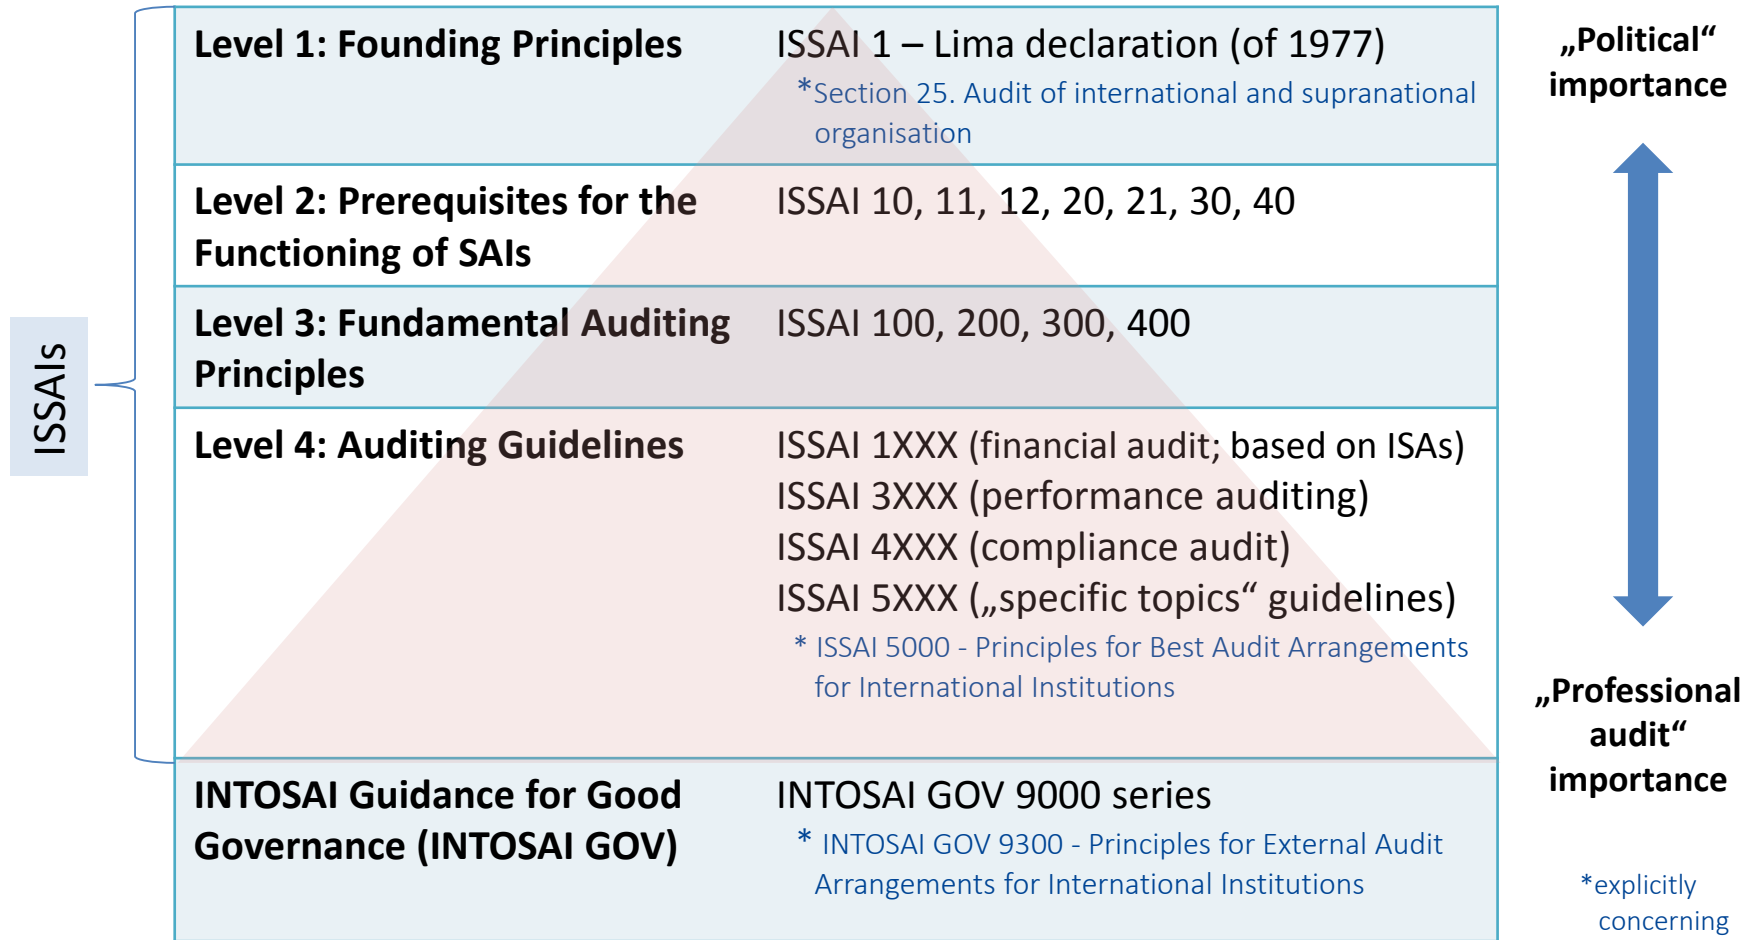 ISSAIs
Level 1: Founding Principles
ISSAI 1 – Lima declaration (of 1977)
*Section 25. Audit of international and supranational
organisation
Level 2: Prerequisites for the
Functioning of SAIs
ISSAI 10, 11, 12, 20, 21, 30, 40
Level 3: Fundamental Auditing
Principles
ISSAI 100, 200, 300, 400
Level 4: Auditing Guidelines
ISSAI 1XXX (financial audit; based on ISAs)
ISSAI 3XXX (performance auditing)
ISSAI 4XXX (compliance audit)
ISSAI 5XXX („specific topics“ guidelines)
* ISSAI 5000 - Principles for Best Audit Arrangements
for International Institutions
INTOSAI Guidance for Good
Governance (INTOSAI GOV)
INTOSAI GOV 9000 series
* INTOSAI GOV 9300 - Principles for External Audit
Arrangements for International Institutions
„Political“
importance
„Professional
audit“
importance
*explicitly
concerning